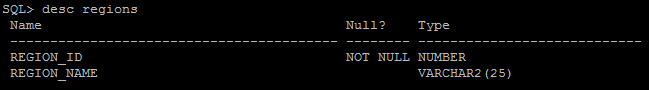 SQL> desc regions
 Name                                      Null?    Type
 ----------------------------------------- -------- ----------------------------
 REGION_ID                                 NOT NULL NUMBER
 REGION_NAME                                        VARCHAR2(25)